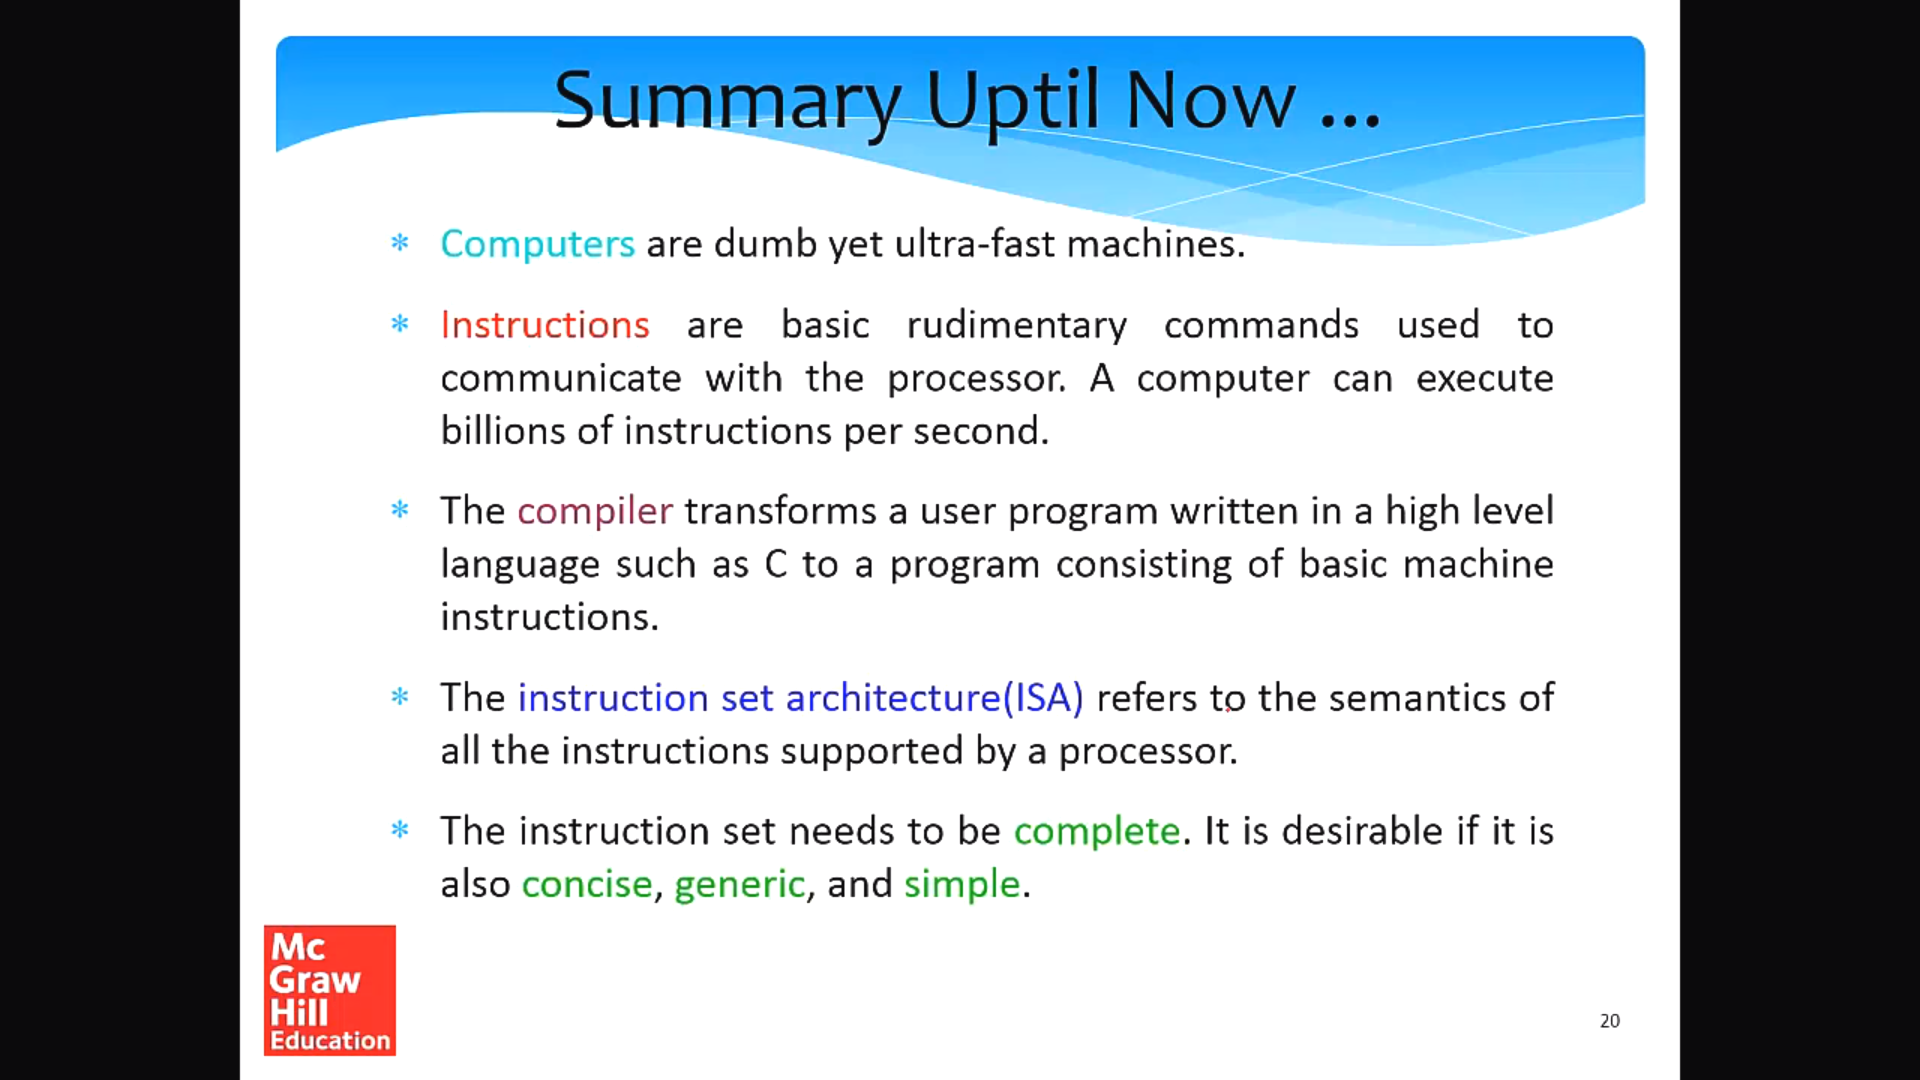 Summary Uptil Now ...
* Computers are dumb yet ultra-fast machines.
* Instructions are basic rudimentary commands used to
communicate with the processor. A computer can execute
billions of instructions per second.
* The compiler transforms a user program written in a high level
language such as C to a program consisting of basic machine
instructions.
* The instruction set architecture(ISA) refers to the semantics of
all the instructions supported by a processor.
* The instruction set needs to be complete. It is desirable if it is
also concise, generic, and simple.
Mc
Graw
Hill
Education
20